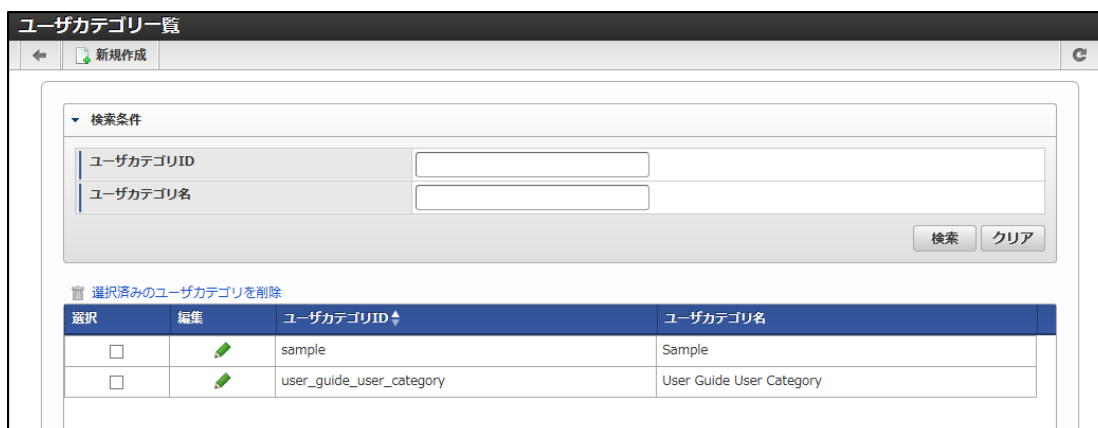 ユーザカテゴリ一覧
新規作成
検索条件
ユーザカテゴリID
ユーザカテゴリ名
検索 クリア
選択済みのユーザカテゴリを削除
選択 編集 ユーザカテゴリID ユーザカテゴリ名
sample Sample
user_guide_user_category User Guide User Category